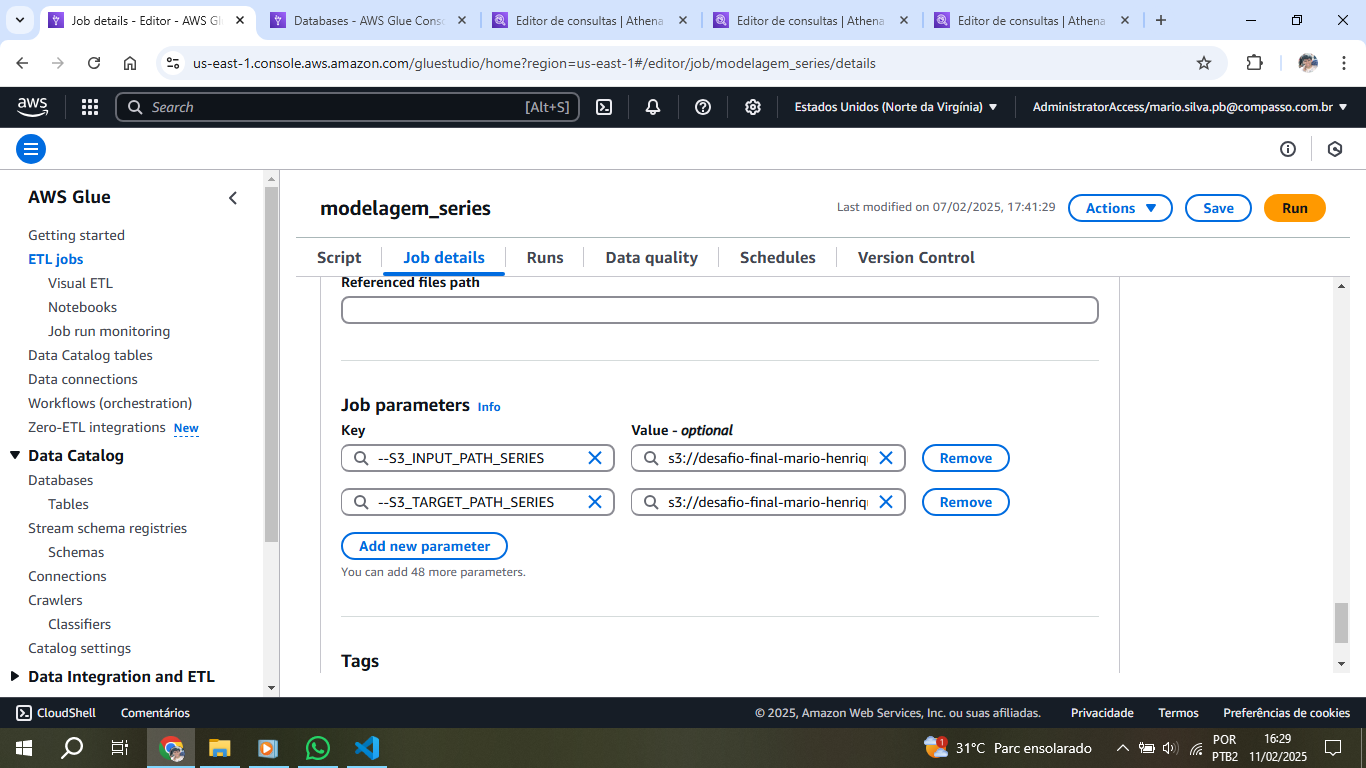 Job details - Editor - AWS Gl
Databases - AWS Glue Cons
Editor de consultas | Athena
Editor de consultas | Athena
Editor de consultas | Athena
us-east-1.console.aws.amazon.com/gluestudio/home?region=us-east-1#/editor/job/modelagem_series/details
aws
Search
[Alt+S]
Estados Unidos (Norte da Virgínia)
AdministratorAccess/mario.silva.pb@compasso.com.br
AWS Glue
Getting started
ETL jobs
Visual ETL
Notebooks
Job run monitoring
Data Catalog tables
Data connections
Workflows (orchestration)
Zero-ETL integrations New
Data Catalog
Databases
Tables
Stream schema registries
Schemas
Connections
Crawlers
Classifiers
Catalog settings
Data Integration and ETL
modelagem_series
Last modified on 07/02/2025, 17:41:29
Actions
Save
Run
Script
Job details
Runs
Data quality
Schedules
Version Control
Referenced files path
Job parameters Info
Key
Value - optional
--S3_INPUT_PATH_SERIES
s3://desafio-final-mario-henriq
Remove
--S3_TARGET_PATH_SERIES
s3://desafio-final-mario-henriq
Remove
Add new parameter
You can add 48 more parameters.
Tags
CloudShell
Comentários
© 2025, Amazon Web Services, Inc. ou suas afiliadas.
Privacidade
Termos
Preferências de cookies
1
31°C Parc ensolarado
POR
PTB2
16:29
11/02/2025